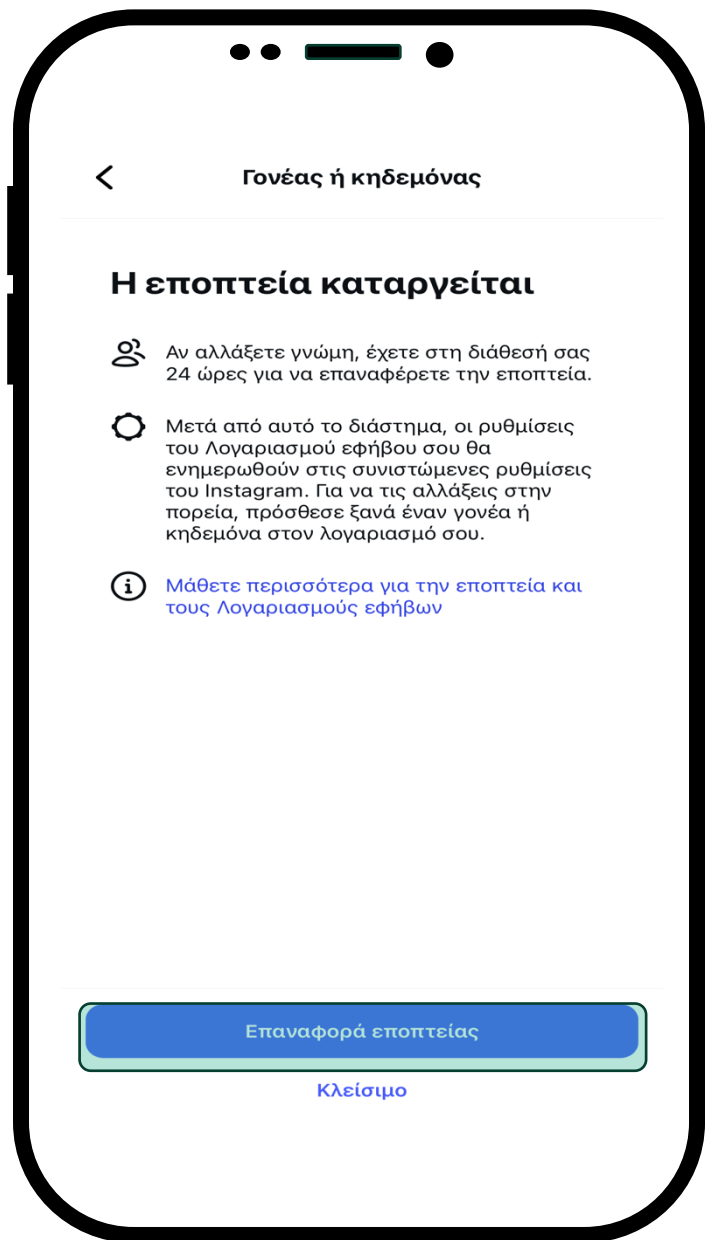 Γονέας ή κηδεμόνας
Η εποπτεία καταργείται
Αν αλλάξετε γνώμη, έχετε στη διάθεσή σας
24 ώρες για να επαναφέρετε την εποπτεία.
Μετά από αυτό το διάστημα, οι ρυθμίσεις
του Λογαριασμού εφήβου σου θα
ενημερωθούν στις συνιστώμενες ρυθμίσεις
του Instagram. Για να τις αλλάξεις στην
πορεία, πρόσθεσε ξανά έναν γονέα ή
κηδεμόνα στον λογαριασμό σου.
Μάθετε περισσότερα για την εποπτεία και
τους Λογαριασμούς εφήβων
Επαναφορά εποπτείας
Κλείσιμο